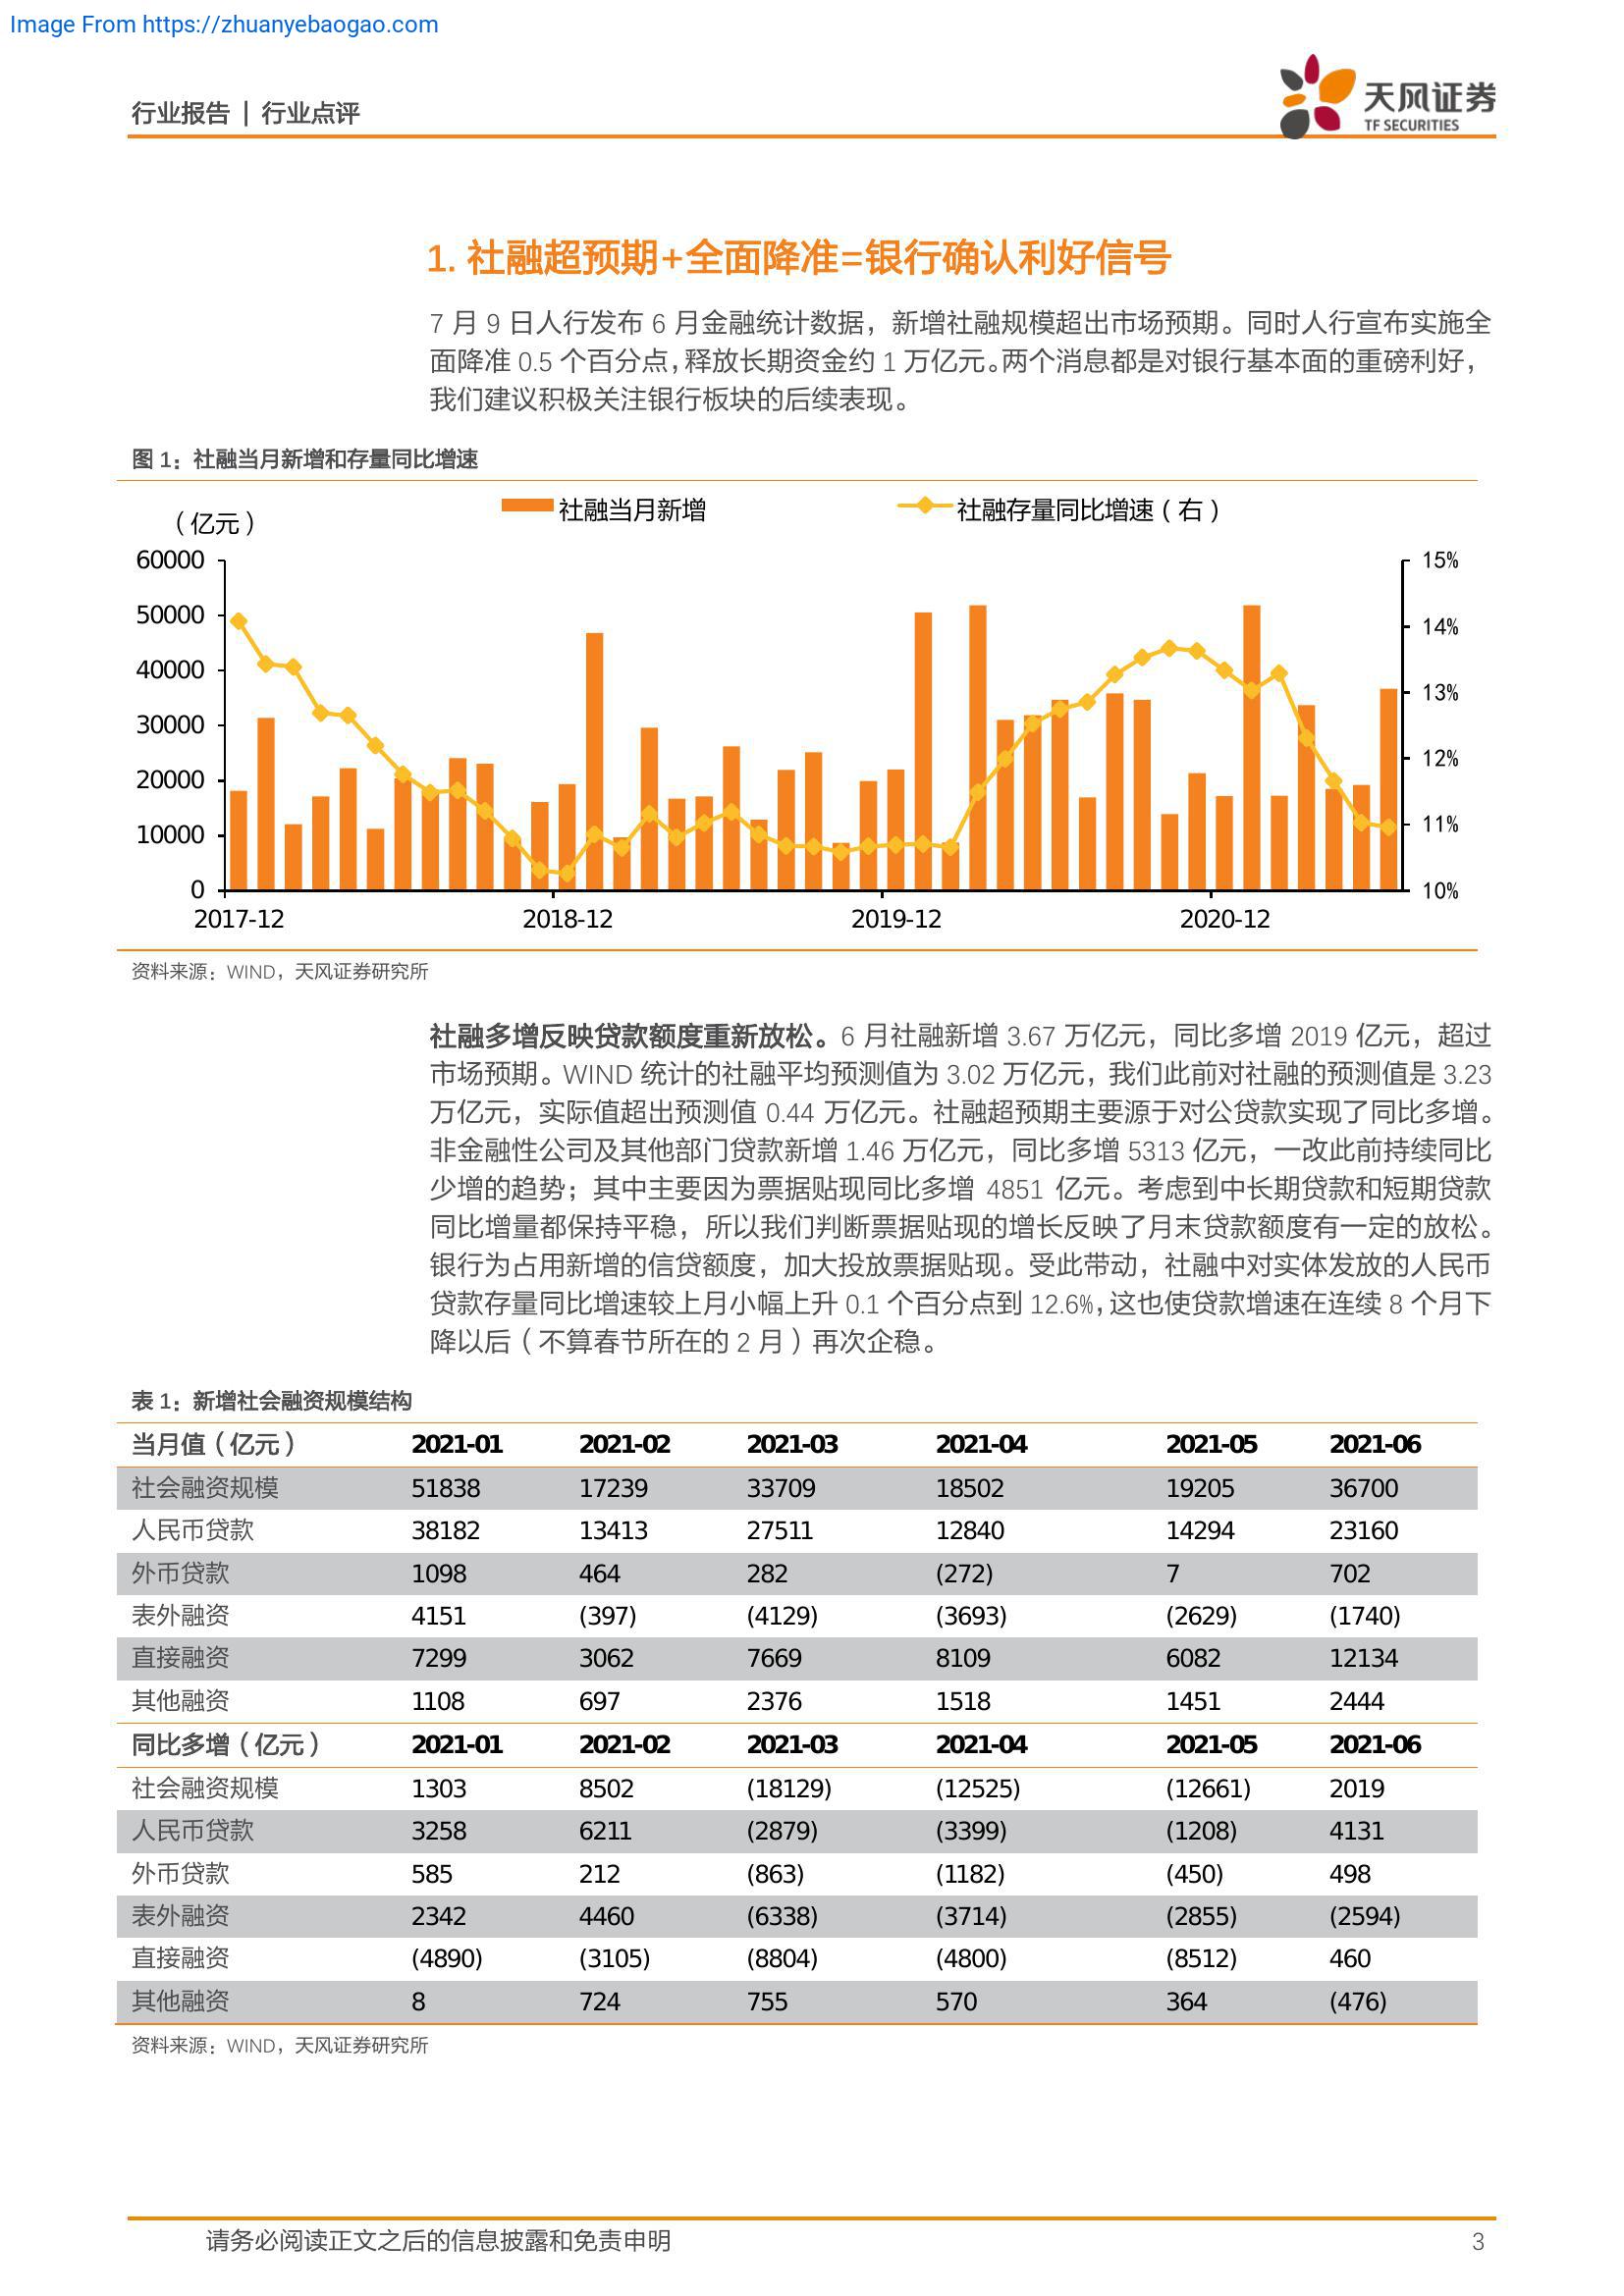 Image From https://zhuanyebaogao.com
行业报告 | 行业点评
天风证券
TF SECURITIES
1. 社融超预期+全面降准=银行确认利好信号
7 月 9 日人行发布 6 月金融统计数据，新增社融规模超出市场预期。同时人行宣布实施全
面降准 0.5 个百分点，释放长期资金约 1 万亿元。两个消息都是对银行基本面的重磅利好，
我们建议积极关注银行板块的后续表现。
图 1：社融当月新增和存量同比增速
（亿元） 社融当月新增 社融存量同比增速（右）
60000 15%
50000 14%
40000 13%
30000
20000 12%
10000 11%
0 10%
2017-12 2018-12 2019-12 2020-12
资料来源：WIND，天风证券研究所
社融多增反映贷款额度重新放松。6 月社融新增 3.67 万亿元，同比多增 2019 亿元，超过
市场预期。WIND 统计的社融平均预测值为 3.02 万亿元，我们此前对社融的预测值是 3.23
万亿元，实际值超出预测值 0.44 万亿元。社融超预期主要源于对公贷款实现了同比多增。
非金融性公司及其他部门贷款新增 1.46 万亿元，同比多增 5313 亿元，一改此前持续同比
少增的趋势；其中主要因为票据贴现同比多增 4851 亿元。考虑到中长期贷款和短期贷款
同比增量都保持平稳，所以我们判断票据贴现的增长反映了月末贷款额度有一定的放松。
银行为占用新增的信贷额度，加大投放票据贴现。受此带动，社融中对实体发放的人民币
贷款存量同比增速较上月小幅上升 0.1 个百分点到 12.6%，这也使贷款增速在连续 8 个月下
降以后（不算春节所在的 2 月）再次企稳。
表 1：新增社会融资规模结构
当月值（亿元） 2021-01 2021-02 2021-03 2021-04 2021-05 2021-06
社会融资规模 51838 17239 33709 18502 19205 36700
人民币贷款 38182 13413 27511 12840 14294 23160
外币贷款 1098 464 282 (272) 7 702
表外融资 4151 (397) (4129) (3693) (2629) (1740)
直接融资 7299 3062 7669 8109 6082 12134
其他融资 1108 697 2376 1518 1451 2444
同比多增（亿元） 2021-01 2021-02 2021-03 2021-04 2021-05 2021-06
社会融资规模 1303 8502 (18129) (12525) (12661) 2019
人民币贷款 3258 6211 (2879) (3399) (1208) 4131
外币贷款 585 212 (863) (1182) (450) 498
表外融资 2342 4460 (6338) (3714) (2855) (2594)
直接融资 (4890) (3105) (8804) (4800) (8512) 460
其他融资 8 724 755 570 364 (476)
资料来源：WIND，天风证券研究所
请务必阅读正文之后的信息披露和免责申明 3